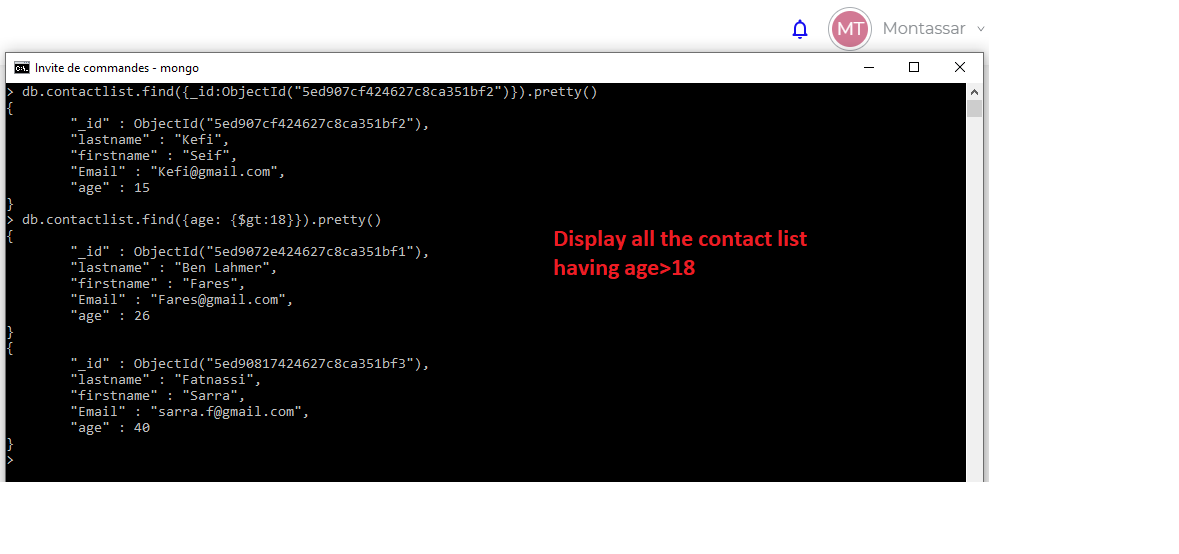 MT Montassar
Invite de commandes - mongo
> db.contactlist.find({_id:ObjectId("5ed907cf424627c8ca351bf2")}).pretty()
{
"_id" : ObjectId("5ed907cf424627c8ca351bf2"),
"lastname" : "Kefi",
"firstname" : "Seif",
"Email" : "Kefi@gmail.com",
"age" : 15
}
> db.contactlist.find({age: {$gt:18}}).pretty()
{
"_id" : ObjectId("5ed9072e424627c8ca351bf1"),
"lastname" : "Ben Lahmer",
"firstname" : "Fares",
"Email" : "Fares@gmail.com",
"age" : 26
}
{
"_id" : ObjectId("5ed90817424627c8ca351bf3"),
"lastname" : "Fatnassi",
"firstname" : "Sarra",
"Email" : "sarra.f@gmail.com",
"age" : 40
}
>
Display all the contact list
having age>18